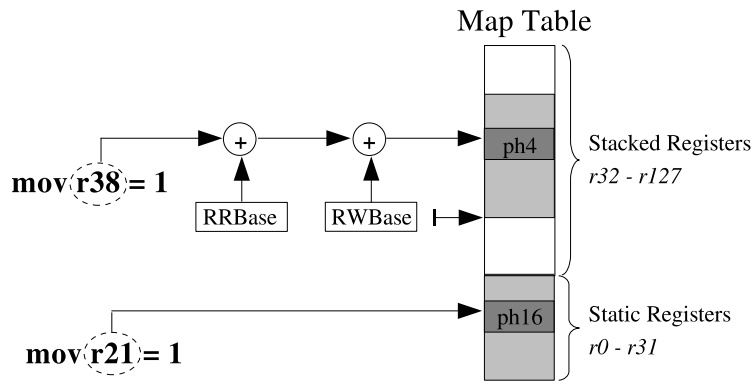 Map Table
+
+
ph4
Stacked Registers
r32 - r127
mov r38 = 1
RRBase
RWBase
ph16
Static Registers
r0 - r31
mov r21 = 1